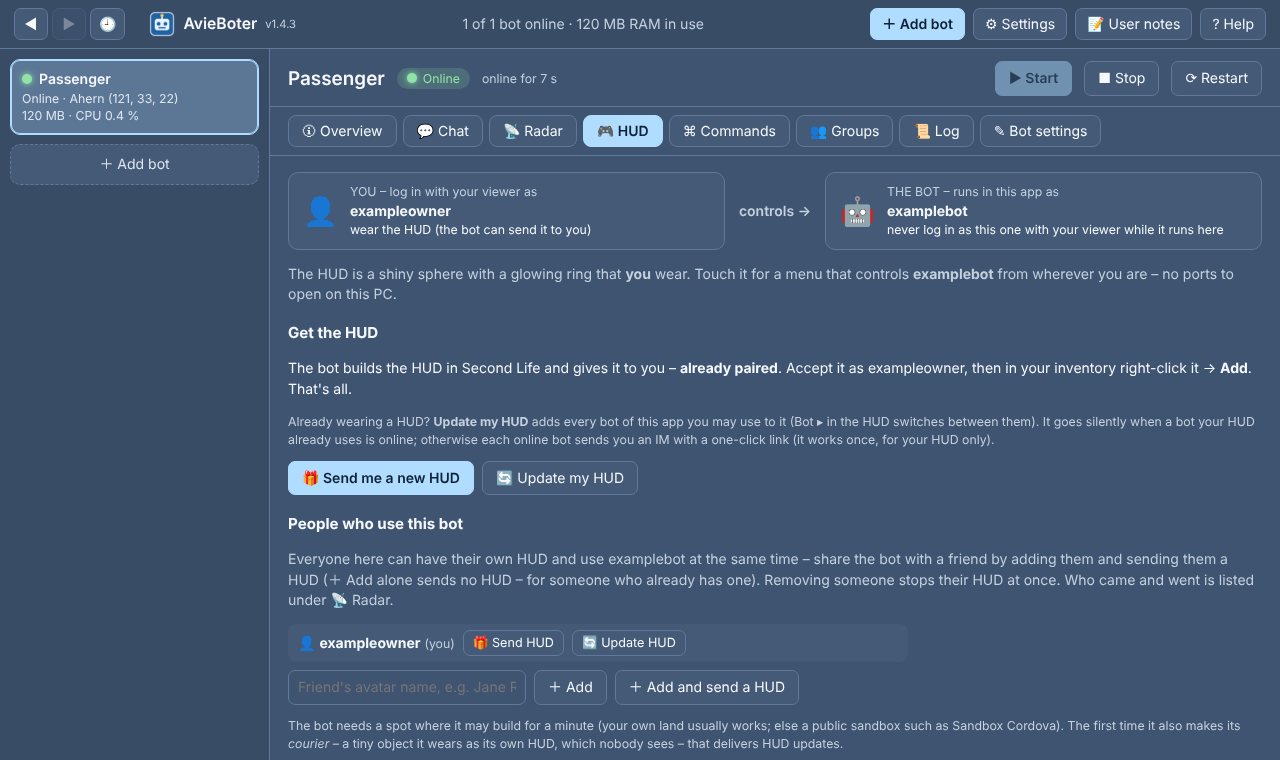 AvieBoter v1.4.3
1 of 1 bot online · 120 MB RAM in use
＋ Add bot
⚙ Settings
📝 User notes
? Help
Passenger
Online · Ahern (121, 33, 22)
120 MB · CPU 0.4 %
＋ Add bot
Passenger
Online
online for 7 s
▶ Start
■ Stop
⟳ Restart
🛈 Overview
💬 Chat
📡 Radar
🎮 HUD
⌘ Commands
👥 Groups
📜 Log
✎ Bot settings
YOU – log in with your viewer as
exampleowner
wear the HUD (the bot can send it to you)
controls →
THE BOT – runs in this app as
examplebot
never log in as this one with your viewer while it runs here
The HUD is a shiny sphere with a glowing ring that you wear. Touch it for a menu that controls examplebot from wherever you are – no ports to
open on this PC.
Get the HUD
The bot builds the HUD in Second Life and gives it to you – already paired. Accept it as exampleowner, then in your inventory right-click it → Add.
That's all.
Already wearing a HUD? Update my HUD adds every bot of this app you may use to it (Bot ▸ in the HUD switches between them). It goes silently when a bot your HUD
already uses is online; otherwise each online bot sends you an IM with a one-click link (it works once, for your HUD only).
🎁 Send me a new HUD
🔄 Update my HUD
People who use this bot
Everyone here can have their own HUD and use examplebot at the same time – share the bot with a friend by adding them and sending them a
HUD (＋ Add alone sends no HUD – for someone who already has one). Removing someone stops their HUD at once. Who came and went is listed
under 📡 Radar.
👤 exampleowner (you)
🎁 Send HUD
🔄 Update HUD
Friend's avatar name, e.g. Jane
＋ Add
＋ Add and send a HUD
The bot needs a spot where it may build for a minute (your own land usually works; else a public sandbox such as Sandbox Cordova). The first time it also makes its
courier – a tiny object it wears as its own HUD, which nobody sees – that delivers HUD updates.